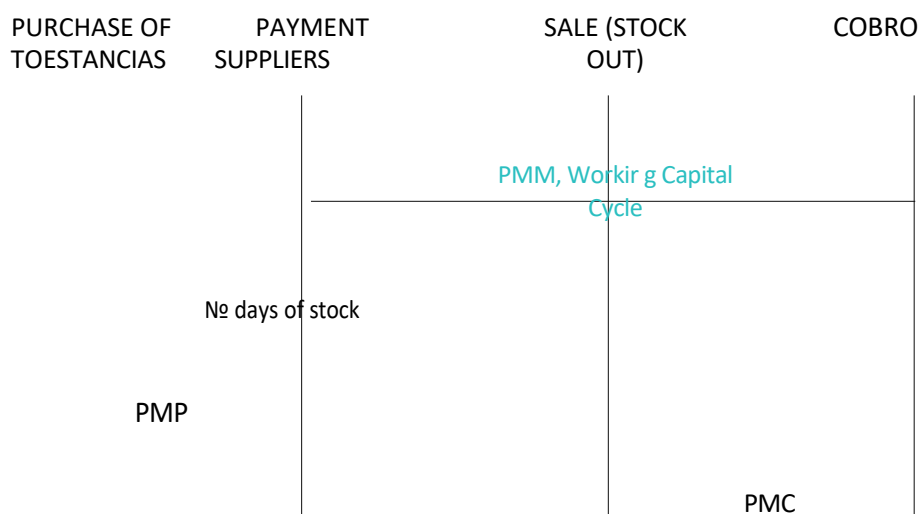 PURCHASE OF PAYMENT SALE (STOCK COBRO
TOESTANCIAS SUPPLIERS OUT)
PMM, Workir g Capital
Cycle
Nº days of stock
PMP
PMC